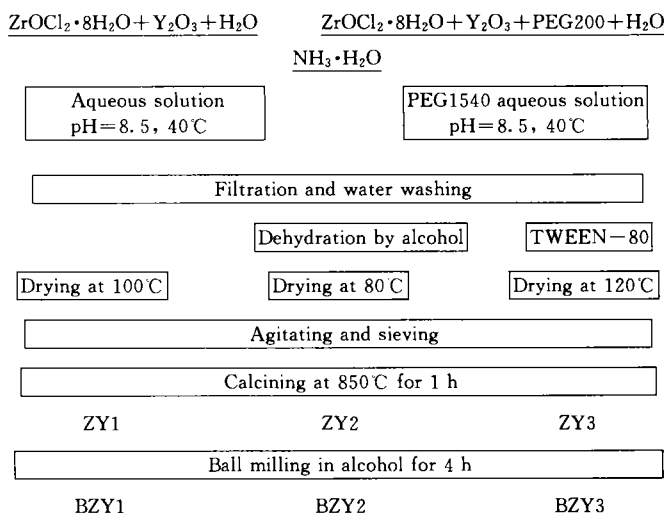 ZrOCl₂·8H₂O+Y₂O₃+H₂O
ZrOCl₂·8H₂O+Y₂O₃+PEG200+H₂O
NH₃·H₂O
Aqueous solution
pH=8.5, 40℃
PEG1540 aqueous solution
pH=8.5, 40℃
Filtration and water washing
Dehydration by alcohol
TWEEN-80
Drying at 100℃
Drying at 80℃
Drying at 120℃
Agitating and sieving
Calcining at 850℃ for 1 h
ZY1
ZY2
ZY3
Ball milling in alcohol for 4 h
BZY1
BZY2
BZY3